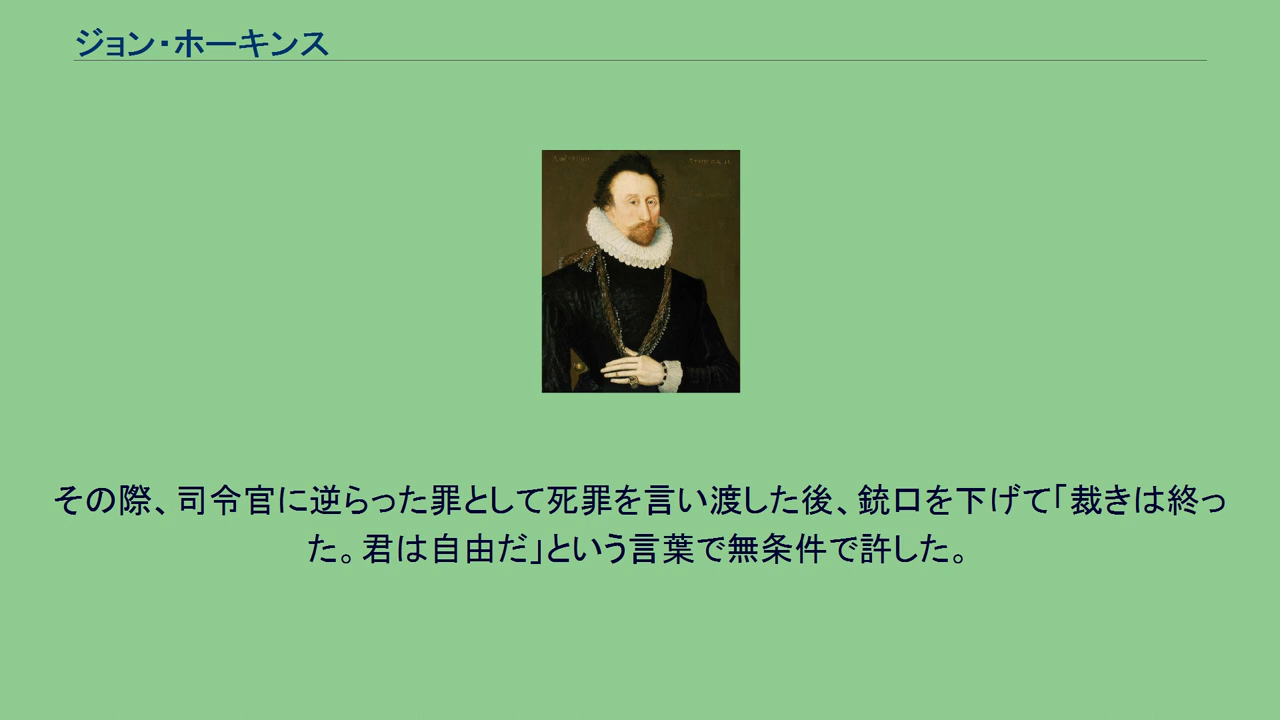 ジョン・ホーキンス
その際、司令官に逆らった罪として死罪を言い渡した後、銃口を下げて「裁きは終っ
た。君は自由だ」という言葉で無条件で許した。